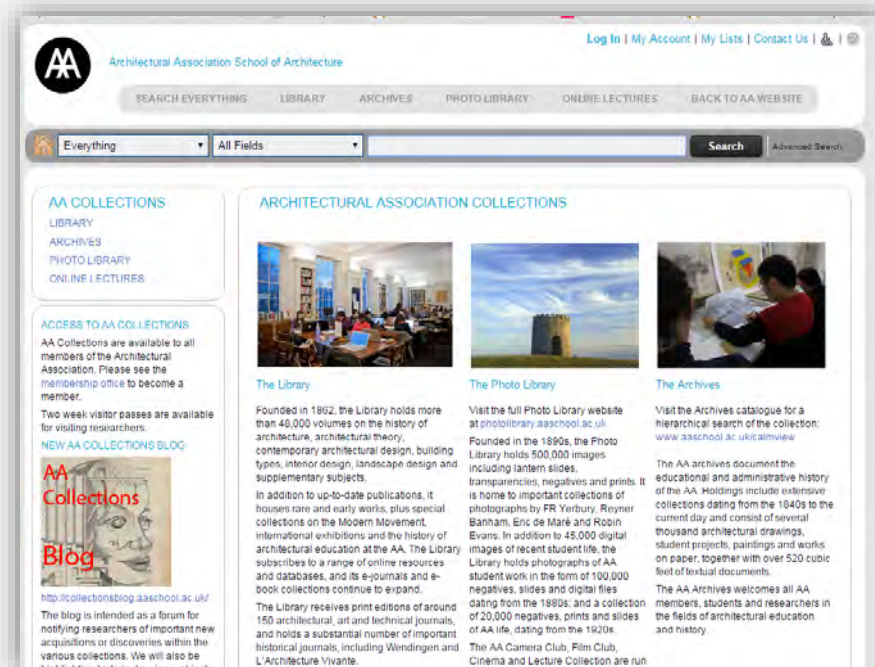 AA
Architectural Association School of Architecture
Log In | My Account | My Lists | Contact Us | |
SEARCH EVERYTHING LIBRARY ARCHIVES PHOTO LIBRARY ONLINE LECTURES BACK TO AA WEBSITE
Everything All Fields Search Advanced Search
AA COLLECTIONS
LIBRARY
ARCHIVES
PHOTO LIBRARY
ONLINE LECTURES
ACCESS TO AA COLLECTIONS
AA Collections are available to all
members of the Architectural
Association. Please see the
membership office to become a
member.
Two week visitor passes are available
for visiting researchers.
NEW AA COLLECTIONS BLOG
AA
Collections
Blog
http://collectionsblog.aaschool.ac.uk/
The blog is intended as a forum for
notifying researchers of important new
acquisitions or discoveries within the
various collections. We will also be
ARCHITECTURAL ASSOCIATION COLLECTIONS
The Library
Founded in 1862, the Library holds more
than 48,000 volumes on the history of
architecture, architectural theory,
contemporary architectural design, building
types, interior design, landscape design and
supplementary subjects.
In addition to up-to-date publications, it
houses rare and early works, plus special
collections on the Modern Movement,
international exhibitions and the history of
architectural education at the AA. The Library
subscribes to a range of online resources
and databases, and its e-journals and e-
book collections continue to expand.
The Library receives print editions of around
150 architectural, art and technical journals,
and holds a substantial number of important
historical journals, including Wendingen and
L'Architecture Vivante.
The Photo Library
Visit the full Photo Library website
at photolibrary.aaschool.ac.uk
Founded in the 1890s, the Photo
Library holds 500,000 images
including lantern slides,
transparencies, negatives and prints. It
is home to important collections of
photographs by FR Yerbury, Reyner
Banham, Eric de Maré and Robin
Evans. In addition to 45,000 digital
images of recent student life, the
Library holds photographs of AA
student work in the form of 100,000
negatives, slides and digital files
dating from the 1880s; and a collection
of 20,000 negatives, prints and slides
of AA life, dating from the 1920s.
The AA Camera Club, Film Club,
Cinema and Lecture Collection are run
The Archives
Visit the Archives catalogue for a
hierarchical search of the collection:
www.aaschool.ac.uk/calmview
The AA archives document the
educational and administrative history
of the AA. Holdings include extensive
collections dating from the 1840s to the
current day and consist of several
thousand architectural drawings,
student projects, paintings and works
on paper, together with over 520 cubic
feet of textual documents.
The AA Archives welcomes all AA
members, students and researchers in
the fields of architectural education
and history.